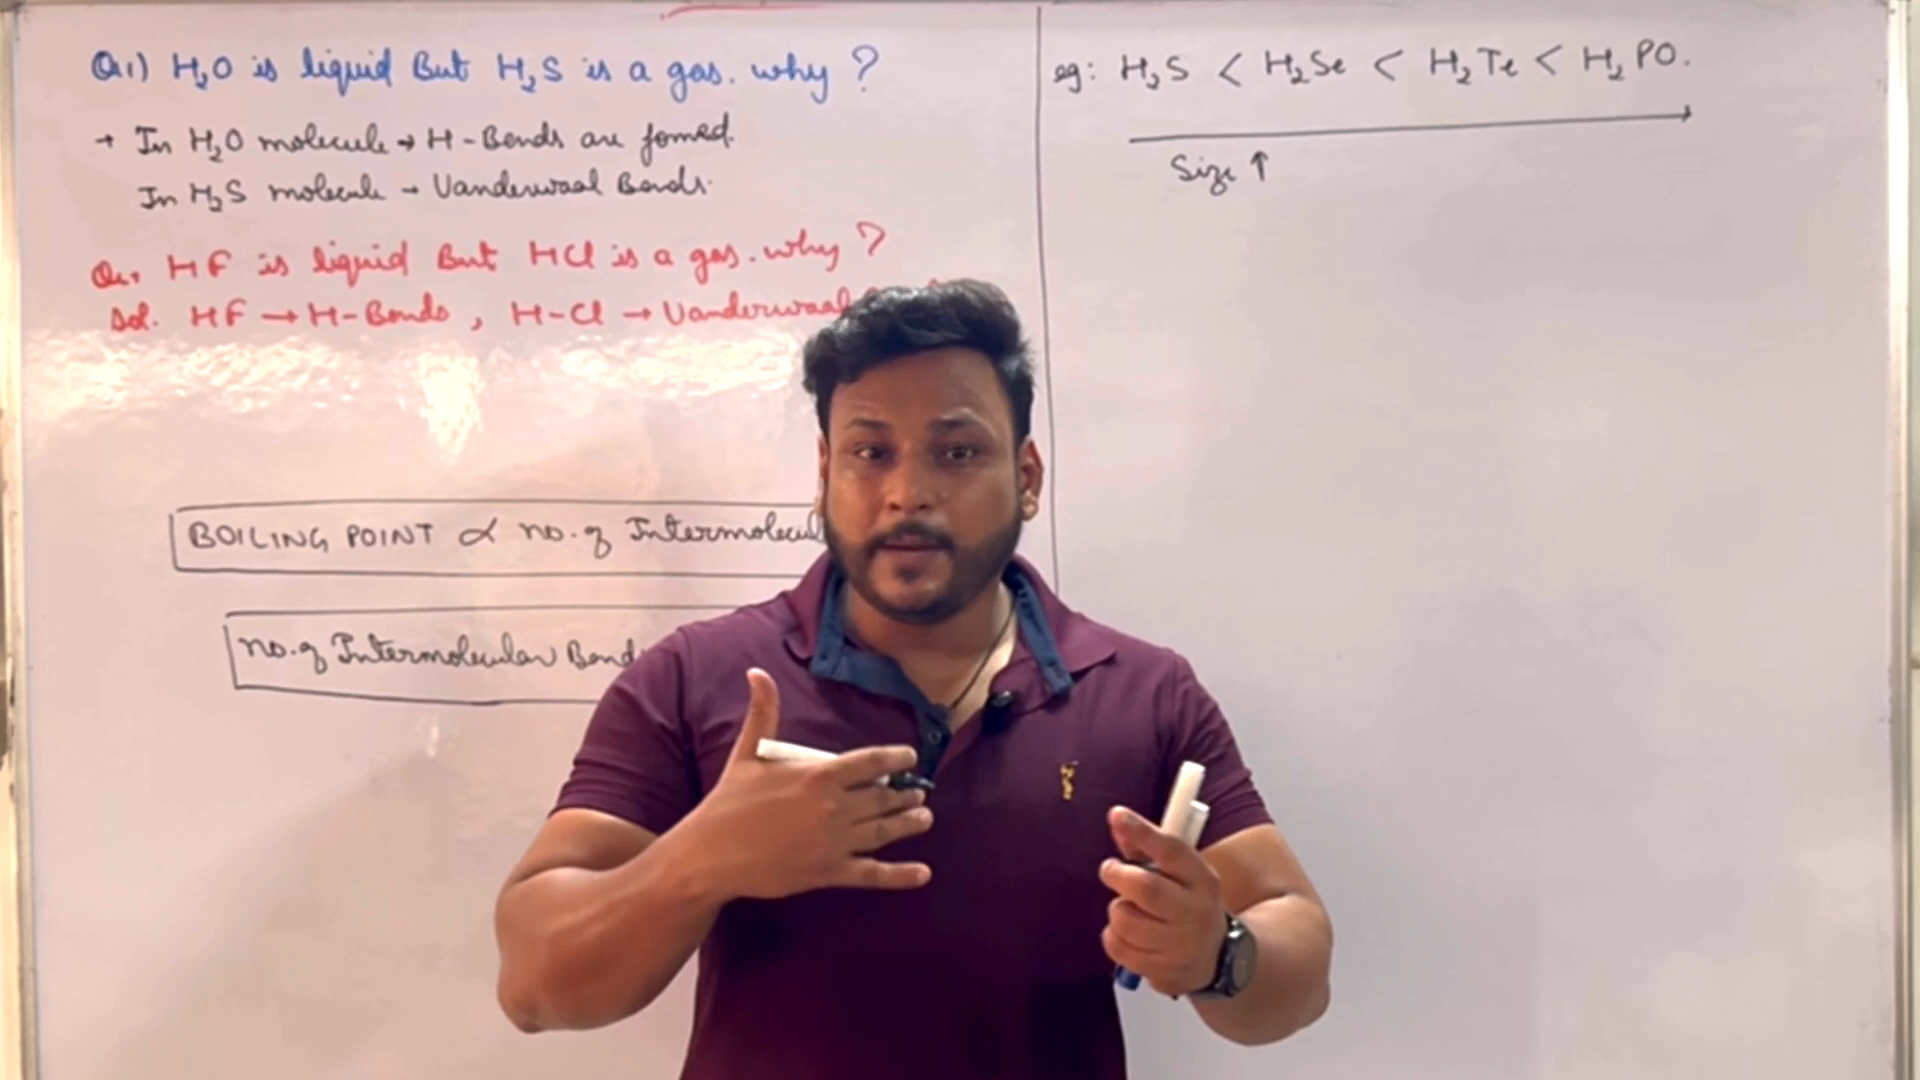 Qu1) H₂O is liquid But H₂S is a gas. why ?
→ In H₂O molecule → H-Bonds are formed.
In H₂S molecule → Vanderwaal Bonds.
Qu. HF is liquid But HCl is a gas. why ?
Sol. HF → H-Bonds, H-Cl → Vanderwaal
BOILING POINT ∝ no. of Intermolecul
no. of Intermolecular Bond
eg: H₂S < H₂Se < H₂Te < H₂PO.
Size ↑